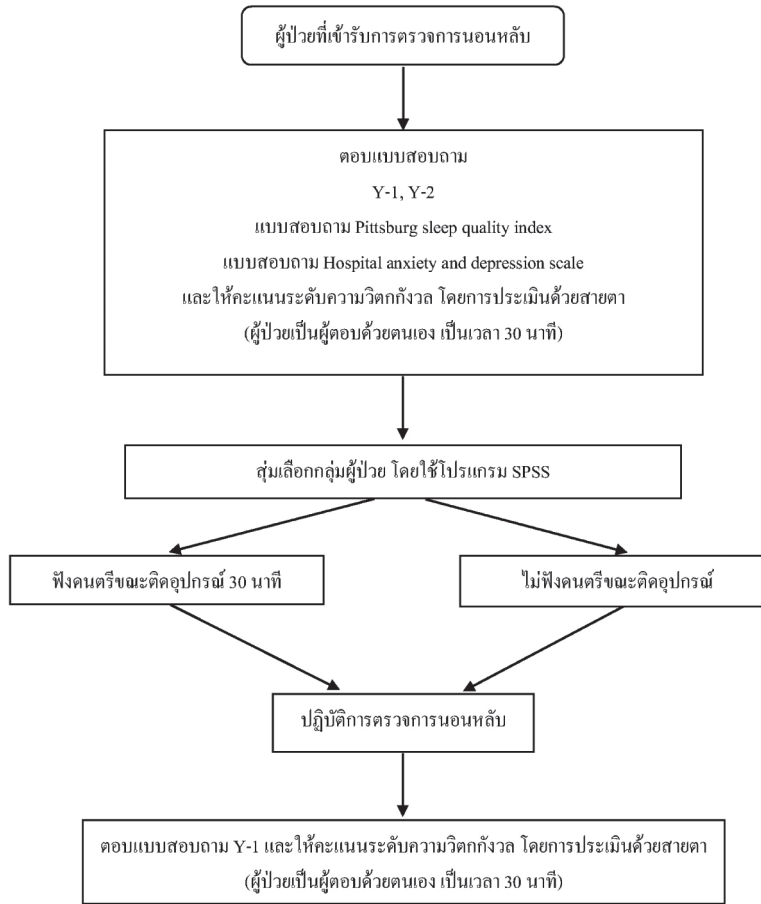 ผู้ป่วยที่เข้ารับการตรวจการนอนหลับ
ตอบแบบสอบถาม
Y-1, Y-2
แบบสอบถาม Pittsburg sleep quality index
แบบสอบถาม Hospital anxiety and depression scale
และให้คะแนนระดับความวิตกกังวล โดยการประเมินด้วยสายตา
(ผู้ป่วยเป็นผู้ตอบด้วยตนเอง เป็นเวลา 30 นาที)
สุ่มเลือกกลุ่มผู้ป่วย โดยใช้โปรแกรม SPSS
ฟังดนตรีขณะติดอุปกรณ์ 30 นาที
ไม่ฟังดนตรีขณะติดอุปกรณ์
ปฏิบัติการตรวจการนอนหลับ
ตอบแบบสอบถาม Y-1 และให้คะแนนระดับความวิตกกังวล โดยการประเมินด้วยสายตา
(ผู้ป่วยเป็นผู้ตอบด้วยตนเอง เป็นเวลา 30 นาที)